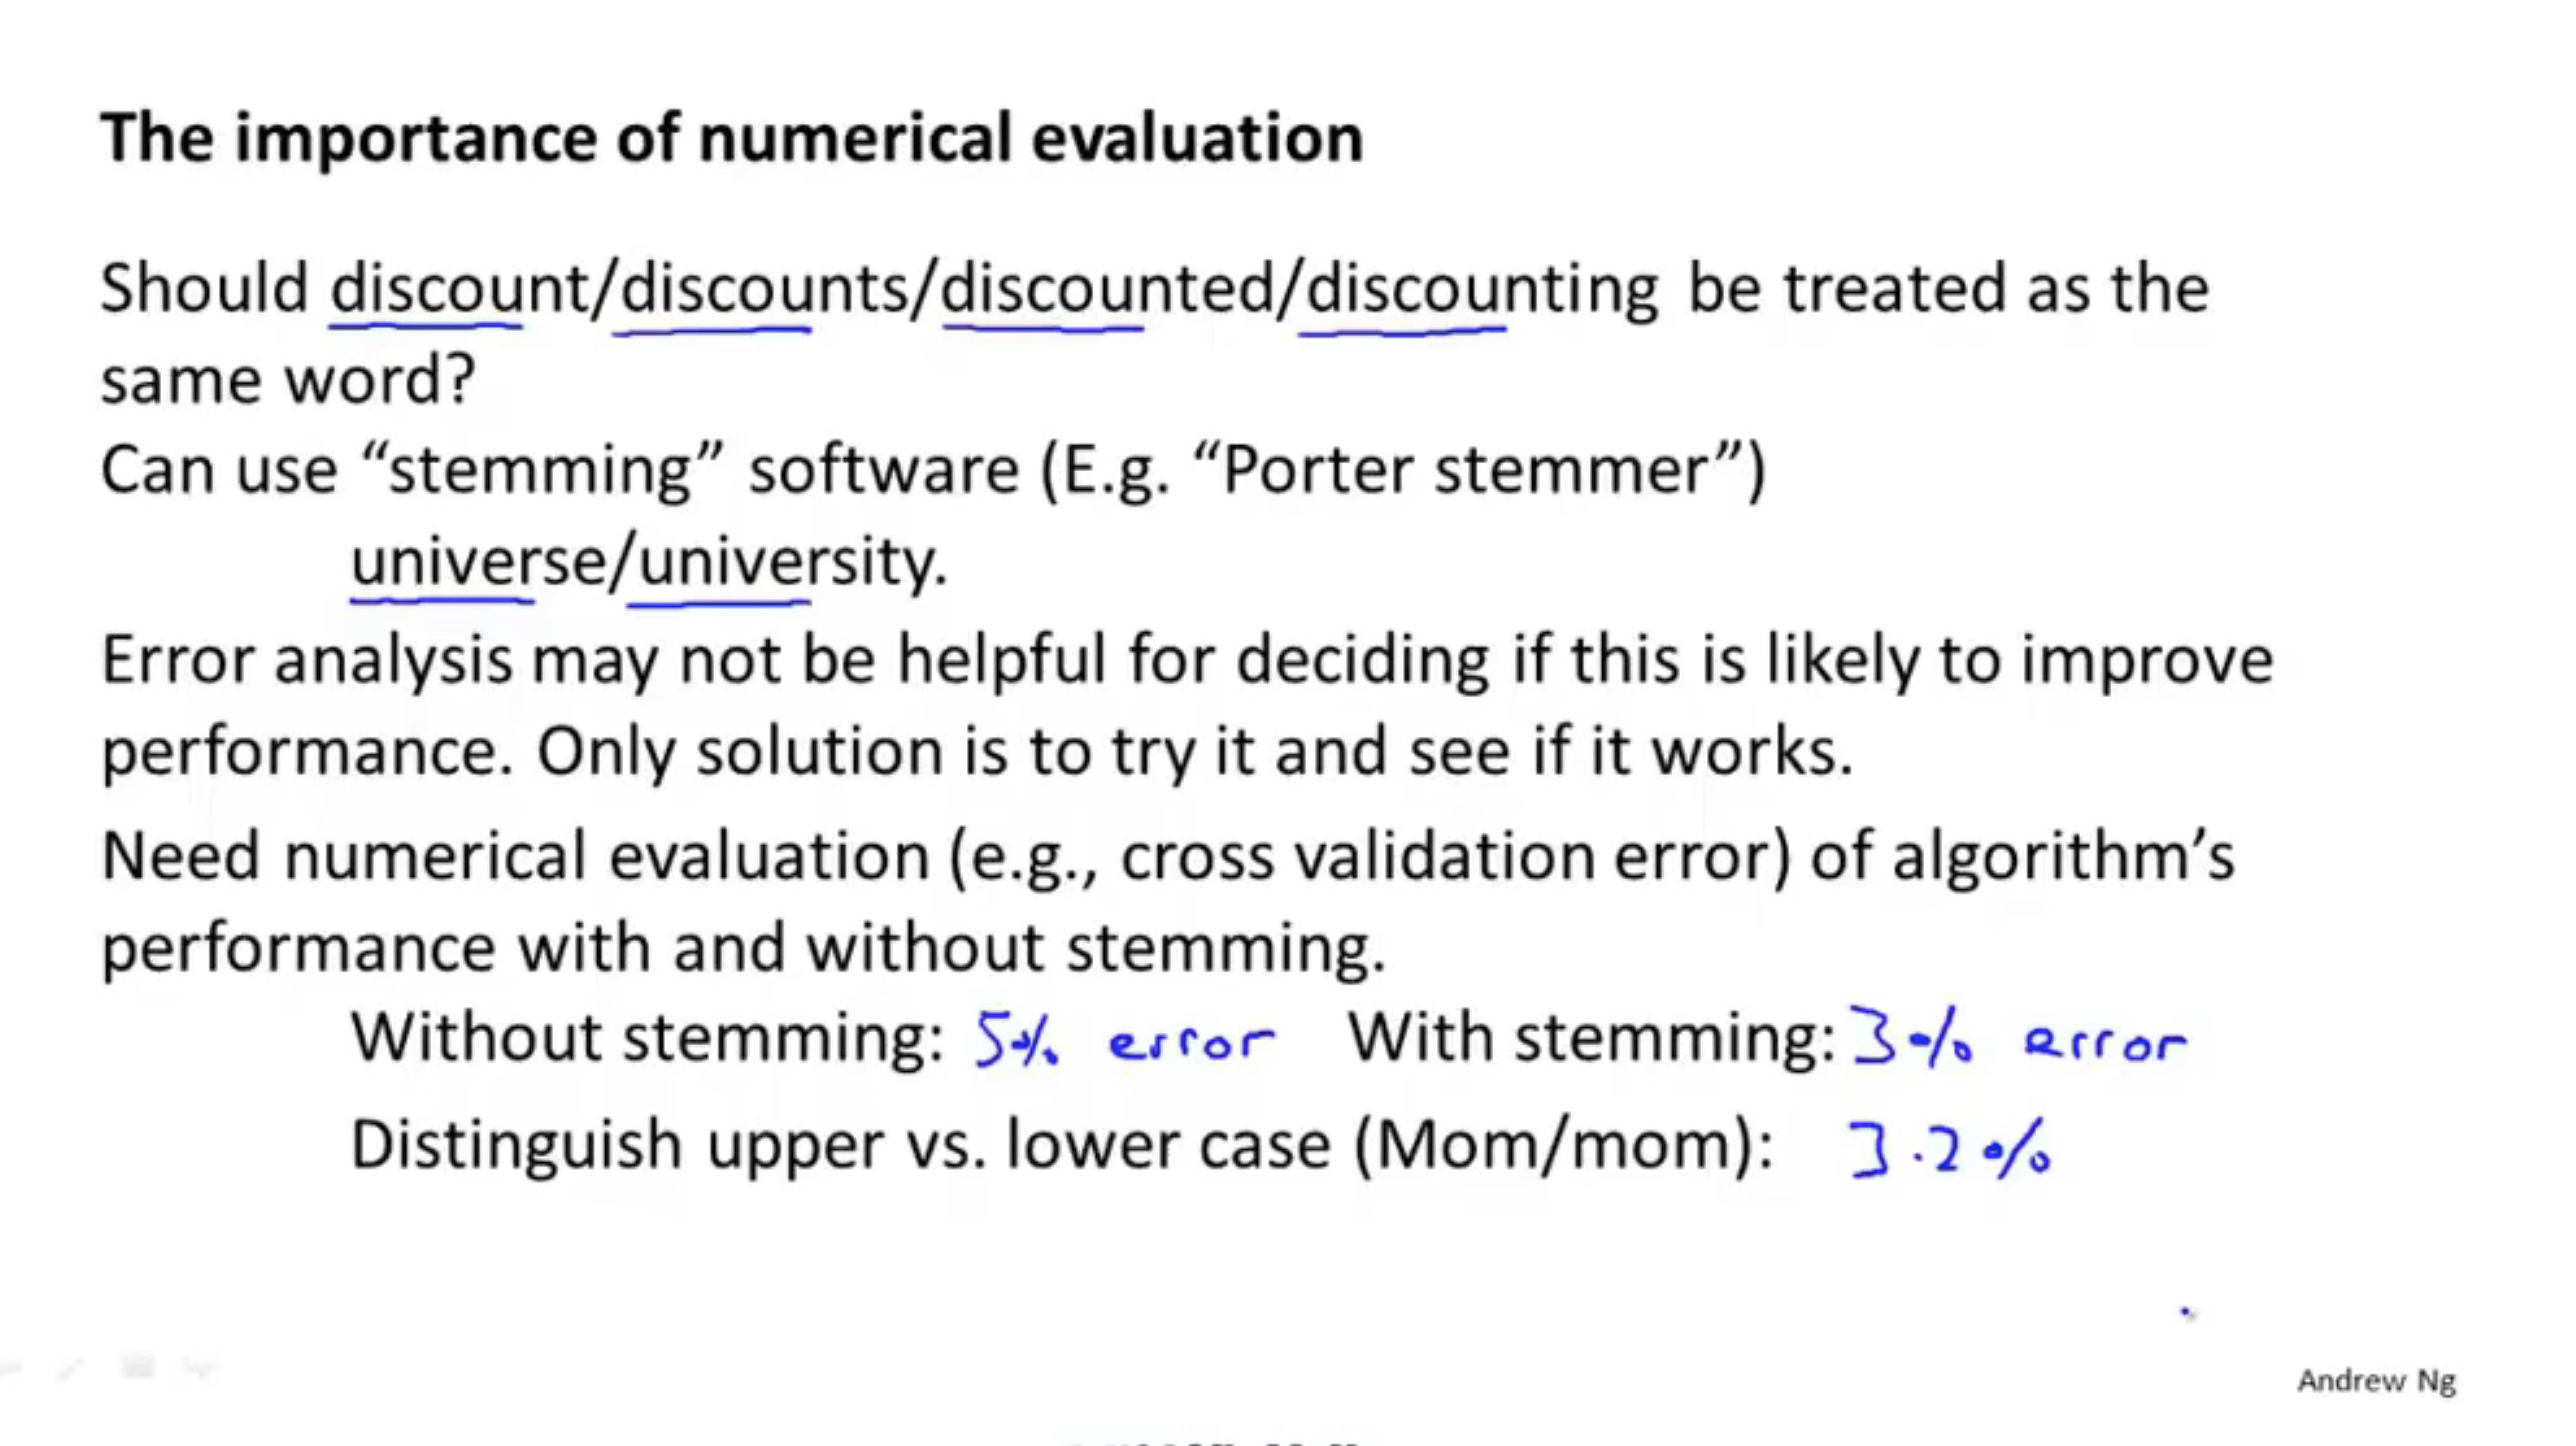 The importance of numerical evaluation
Should discount/discounts/discounted/discounting be treated as the
same word?
Can use “stemming” software (E.g. “Porter stemmer”)
universe/university.
Error analysis may not be helpful for deciding if this is likely to improve
performance. Only solution is to try it and see if it works.
Need numerical evaluation (e.g., cross validation error) of algorithm’s
performance with and without stemming.
Without stemming: 5% error With stemming: 3% error
Distinguish upper vs. lower case (Mom/mom): 3.2%
Andrew Ng